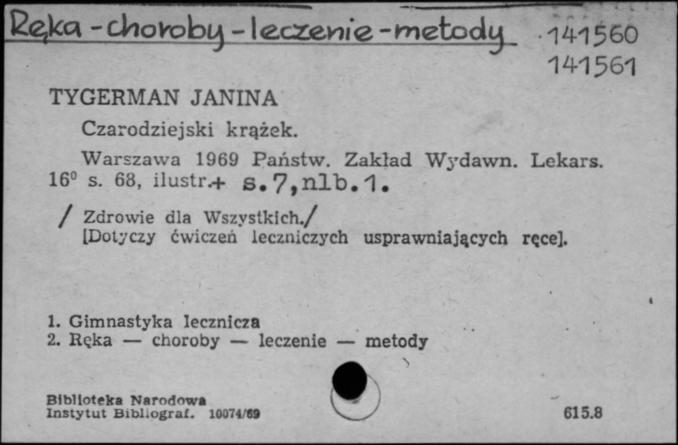 Ręka - choroby - leczenie - metody 141560
141561
TYGERMAN JANINA
Czarodziejski krążek.
Warszawa 1969 Państw. Zakład Wydawn. Lekars.
16° s. 68, ilustr.+ s.7,nlb.1.
/ Zdrowie dla Wszystkich./
[Dotyczy ćwiczeń leczniczych usprawniających ręce].
1. Gimnastyka lecznicza
2. Ręka — choroby — leczenie — metody
Biblioteka Narodowa
Instytut Bibliograf. 10074/69 615.8